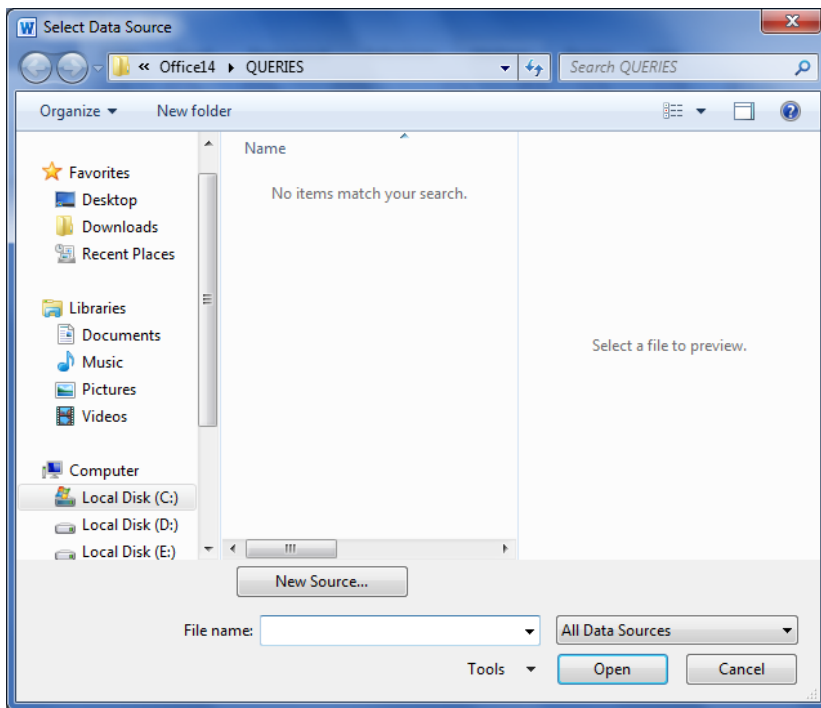 Select Data Source
« Office14 ▸ QUERIES
Search QUERIES
Organize
New folder
Name
No items match your search.
Favorites
Desktop
Downloads
Recent Places
Libraries
Documents
Music
Pictures
Videos
Computer
Local Disk (C:)
Local Disk (D:)
Local Disk (E:)
Select a file to preview.
New Source...
File name:
All Data Sources
Tools
Open
Cancel